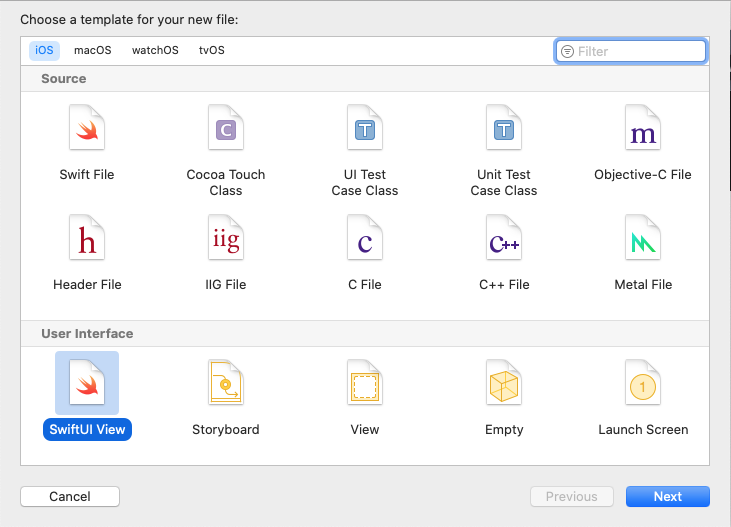 Choose a template for your new file:
iOS macOS watchOS tvOS Filter
Source
C T T m
Swift File Cocoa Touch Class UI Test Case Class Unit Test Case Class Objective-C File
h iig c C++
Header File IIG File C File C++ File Metal File
User Interface
1
SwiftUI View Storyboard View Empty Launch Screen
Cancel Previous Next